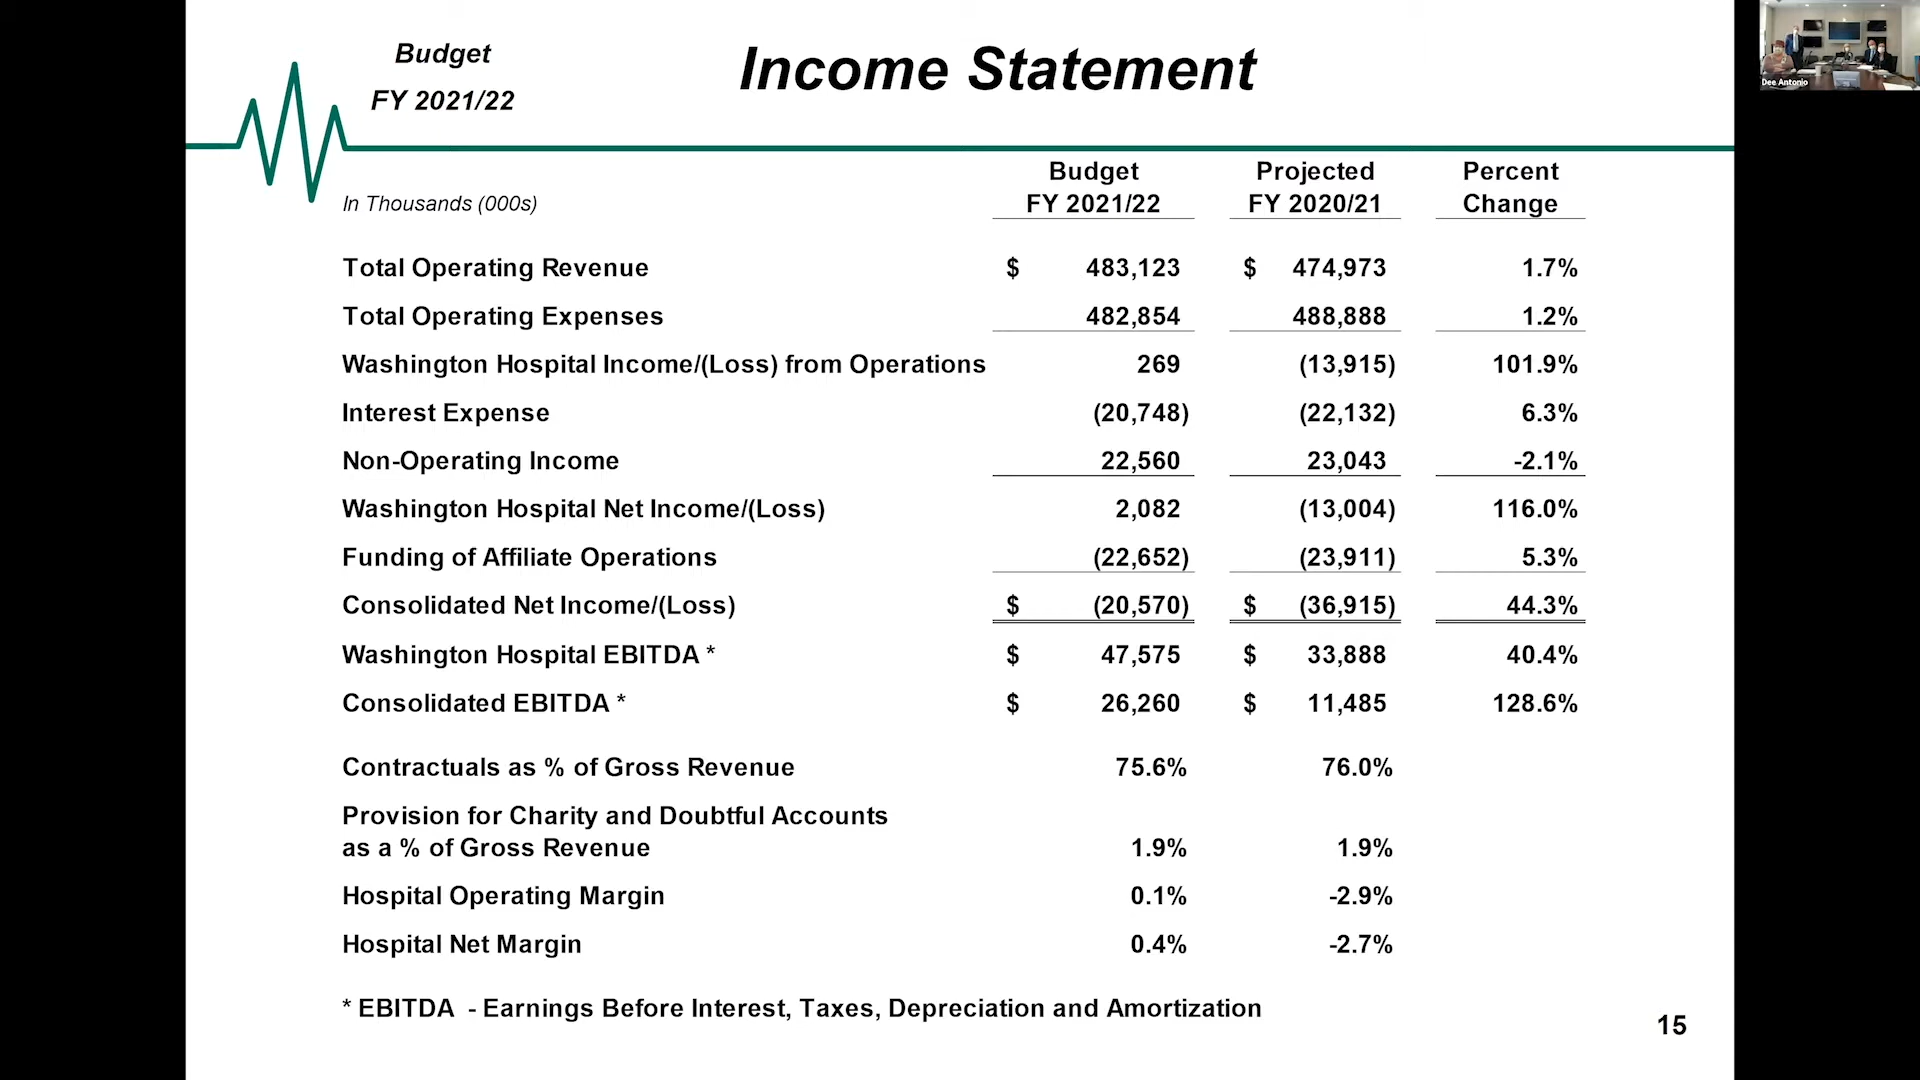 Budget
FY 2021/22
Income Statement
Dee Antonio
Budget Projected Percent
In Thousands (000s) FY 2021/22 FY 2020/21 Change
Total Operating Revenue $ 483,123 $ 474,973 1.7%
Total Operating Expenses 482,854 488,888 1.2%
Washington Hospital Income/(Loss) from Operations 269 (13,915) 101.9%
Interest Expense (20,748) (22,132) 6.3%
Non-Operating Income 22,560 23,043 -2.1%
Washington Hospital Net Income/(Loss) 2,082 (13,004) 116.0%
Funding of Affiliate Operations (22,652) (23,911) 5.3%
Consolidated Net Income/(Loss) $ (20,570) $ (36,915) 44.3%
Washington Hospital EBITDA * $ 47,575 $ 33,888 40.4%
Consolidated EBITDA * $ 26,260 $ 11,485 128.6%
Contractuals as % of Gross Revenue 75.6% 76.0%
Provision for Charity and Doubtful Accounts
as a % of Gross Revenue 1.9% 1.9%
Hospital Operating Margin 0.1% -2.9%
Hospital Net Margin 0.4% -2.7%
* EBITDA - Earnings Before Interest, Taxes, Depreciation and Amortization
15